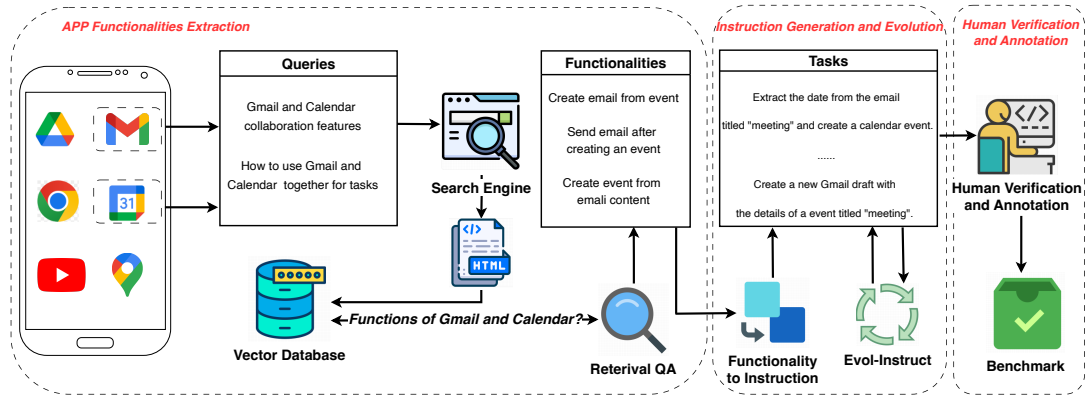 APP Functionalities Extraction
Queries
Gmail and Calendar
collaboration features
How to use Gmail and
Calendar together for tasks
31
Search Engine
</>
HTML
Vector Database
Functions of Gmail and Calendar?
Functionalities
Create email from event
Send email after
creating an event
Create event from
emali content
Reterival QA
Instruction Generation and Evolution
Tasks
Extract the date from the email
titled "meeting" and create a calendar event.
......
Create a new Gmail draft with
the details of a event titled "meeting".
Functionality
to Instruction
Evol-Instruct
Human Verification
and Annotation
</>
Human Verification
and Annotation
Benchmark